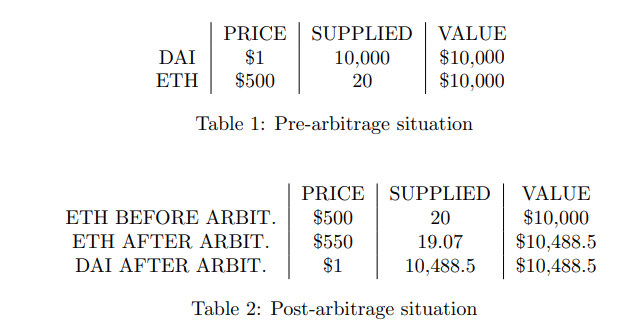 PRICE SUPPLIED VALUE
DAI $1 10,000 $10,000
ETH $500 20 $10,000
Table 1: Pre-arbitrage situation
PRICE SUPPLIED VALUE
ETH BEFORE ARBIT. $500 20 $10,000
ETH AFTER ARBIT. $550 19.07 $10,488.5
DAI AFTER ARBIT. $1 10,488.5 $10,488.5
Table 2: Post-arbitrage situation